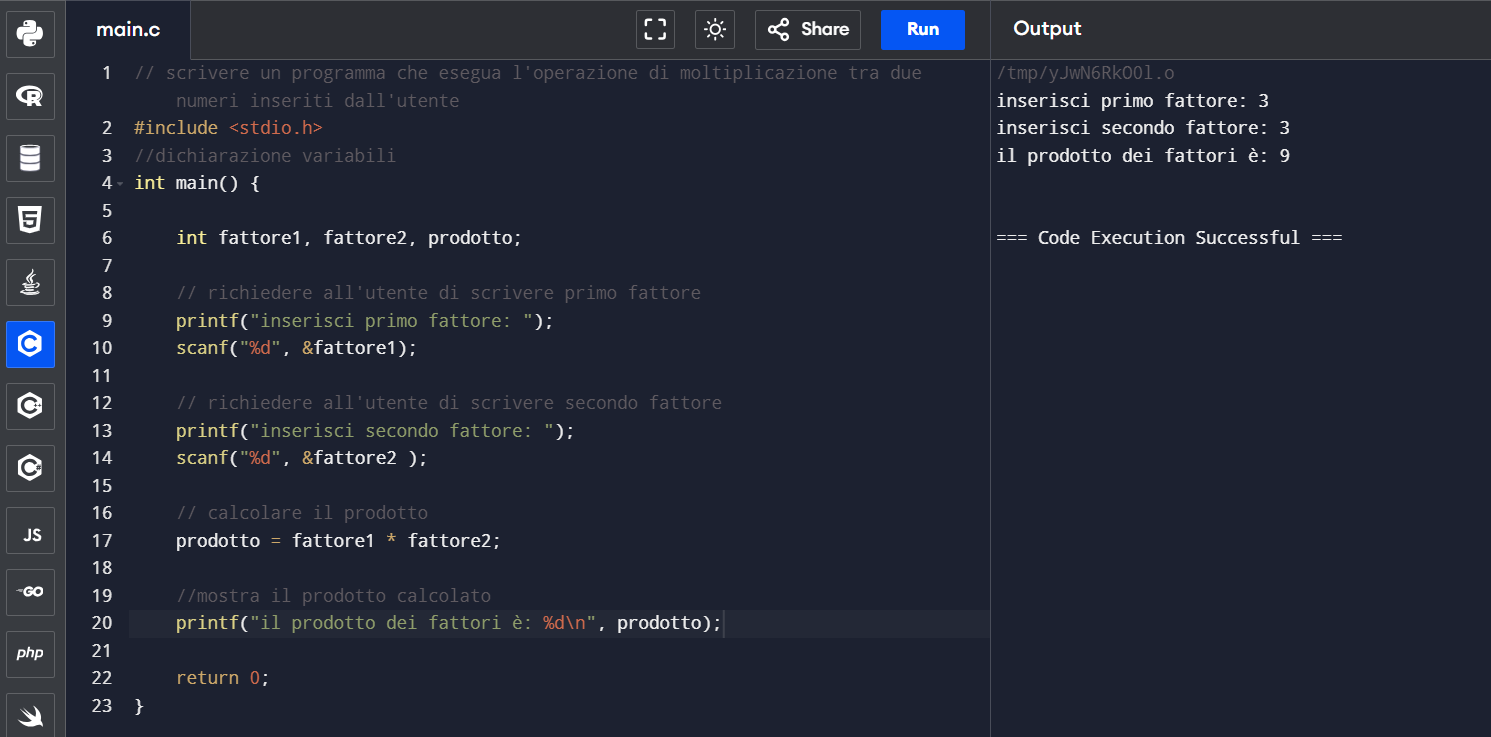 main.c
Share
Run
Output
1 // scrivere un programma che esegua l'operazione di moltiplicazione tra due
numeri inseriti dall'utente
2 #include <stdio.h>
3 //dichiarazione variabili
4 int main() {
5
6 int fattore1, fattore2, prodotto;
7
8 // richiedere all'utente di scrivere primo fattore
9 printf("inserisci primo fattore: ");
10 scanf("%d", &fattore1);
11
12 // richiedere all'utente di scrivere secondo fattore
13 printf("inserisci secondo fattore: ");
14 scanf("%d", &fattore2 );
15
16 // calcolare il prodotto
17 prodotto = fattore1 * fattore2;
18
19 //mostra il prodotto calcolato
20 printf("il prodotto dei fattori è: %d\n", prodotto);
21
22 return 0;
23 }
/tmp/yJwN6RkOOl.o
inserisci primo fattore: 3
inserisci secondo fattore: 3
il prodotto dei fattori è: 9
=== Code Execution Successful ===
R
5
C
C++
C#
JS
GO
php